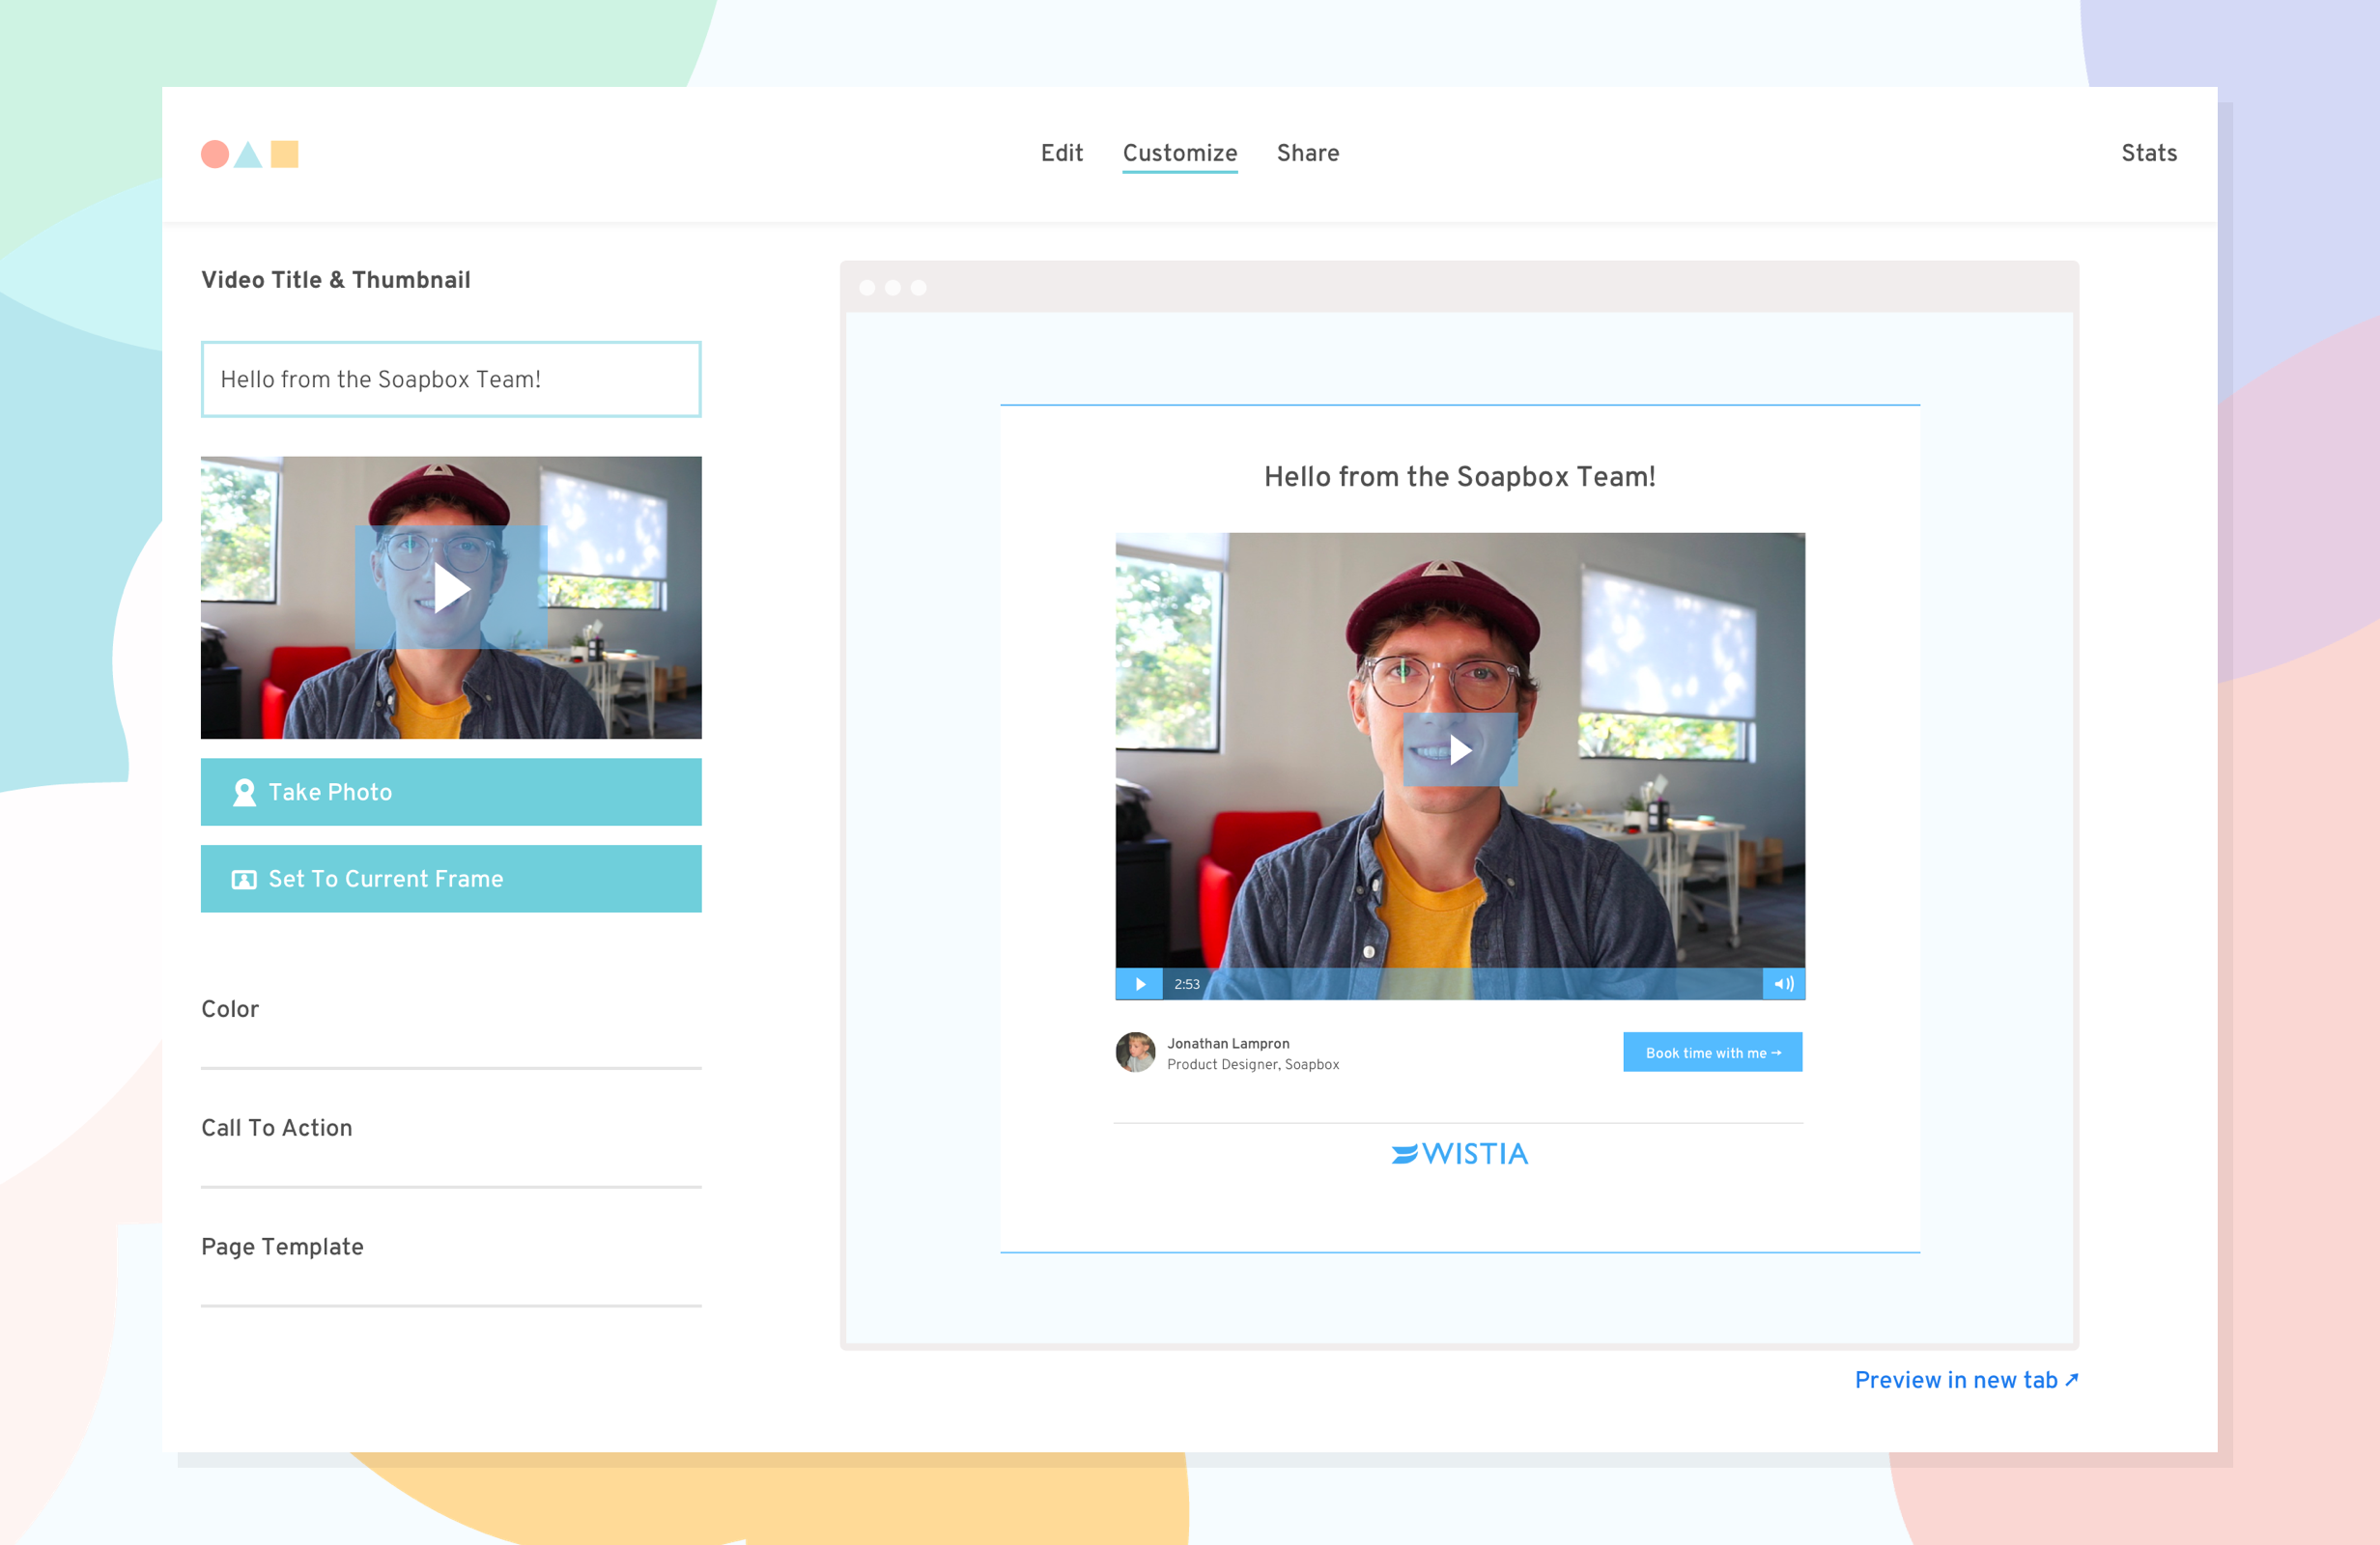 Edit Customize Share Stats
Video Title & Thumbnail
Hello from the Soapbox Team!
Take Photo
Set To Current Frame
Color
Call To Action
Page Template
Hello from the Soapbox Team!
2:53
Jonathan Lampron
Product Designer, Soapbox
Book time with me →
WISTIA
Preview in new tab ↗